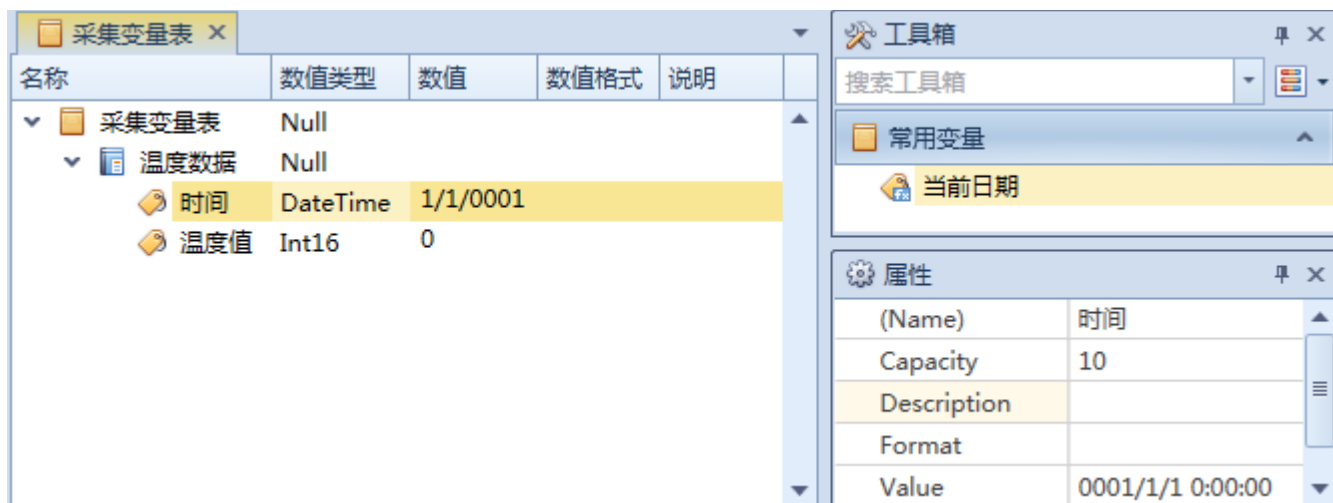 采集变量表
名称 数值类型 数值 数值格式 说明
采集变量表 Null
温度数据 Null
时间 DateTime 1/1/0001
温度值 Int16 0
工具箱
搜索工具箱
常用变量
当前日期
属性
(Name) 时间
Capacity 10
Description
Format
Value 0001/1/1 0:00:00